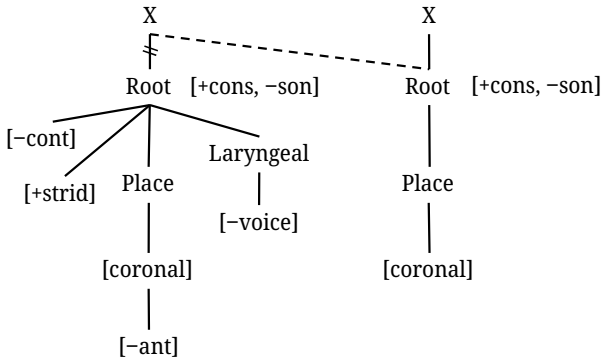 X X
Root [+cons, −son] Root [+cons, −son]
[−cont]
Laryngeal
[+strid] Place Place
[−voice]
[coronal] [coronal]
[−ant]